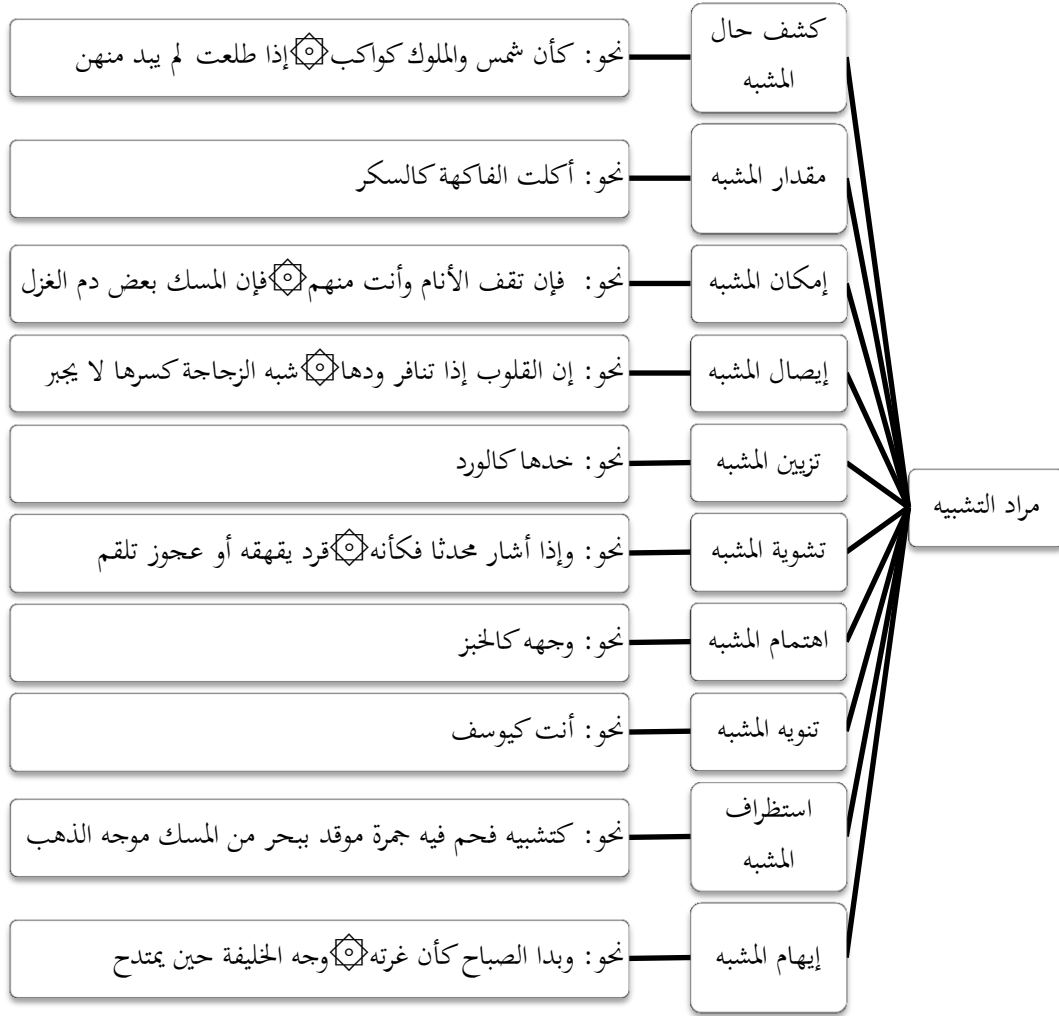 مراد التشبيه
كشف حال
المشبه
نحو: كأن شمس والملوك كواكب۞إذا طلعت لم يبد منهن
مقدار المشبه
نحو: أكلت الفاكهة كالسكر
إمكان المشبه
نحو: فإن تقف الأنام وأنت منهم۞فإن المسك بعض دم الغزل
إيصال المشبه
نحو: إن القلوب إذا تنافر ودها۞شبه الزجاجة كسرها لا يجبر
تزيين المشبه
نحو: خدها كالورد
تشوية المشبه
نحو: وإذا أشار محدثا فكأنه۞قرد يقهقه أو عجوز تلقم
اهتمام المشبه
نحو: وجهه كالخبز
تنويه المشبه
نحو: أنت كيوسف
استظراف
المشبه
نحو: كتشبيه فحم فيه جمرة موقد ببحر من المسك موجه الذهب
إيهام المشبه
نحو: وبدا الصباح كأن غرته۞وجه الخليفة حين يمتدح